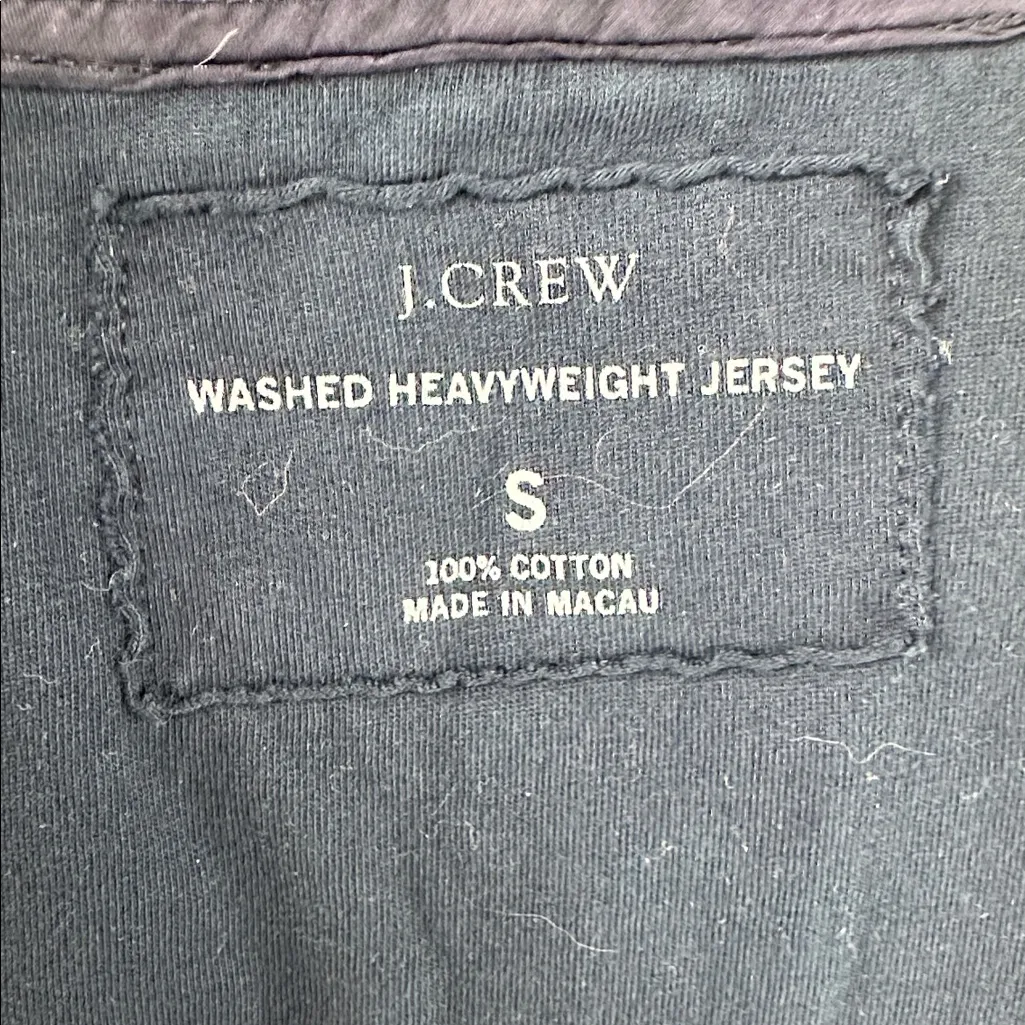 J.CREW
WASHED HEAVYWEIGHT JERSEY
S
100% COTTON
MADE IN MACAU